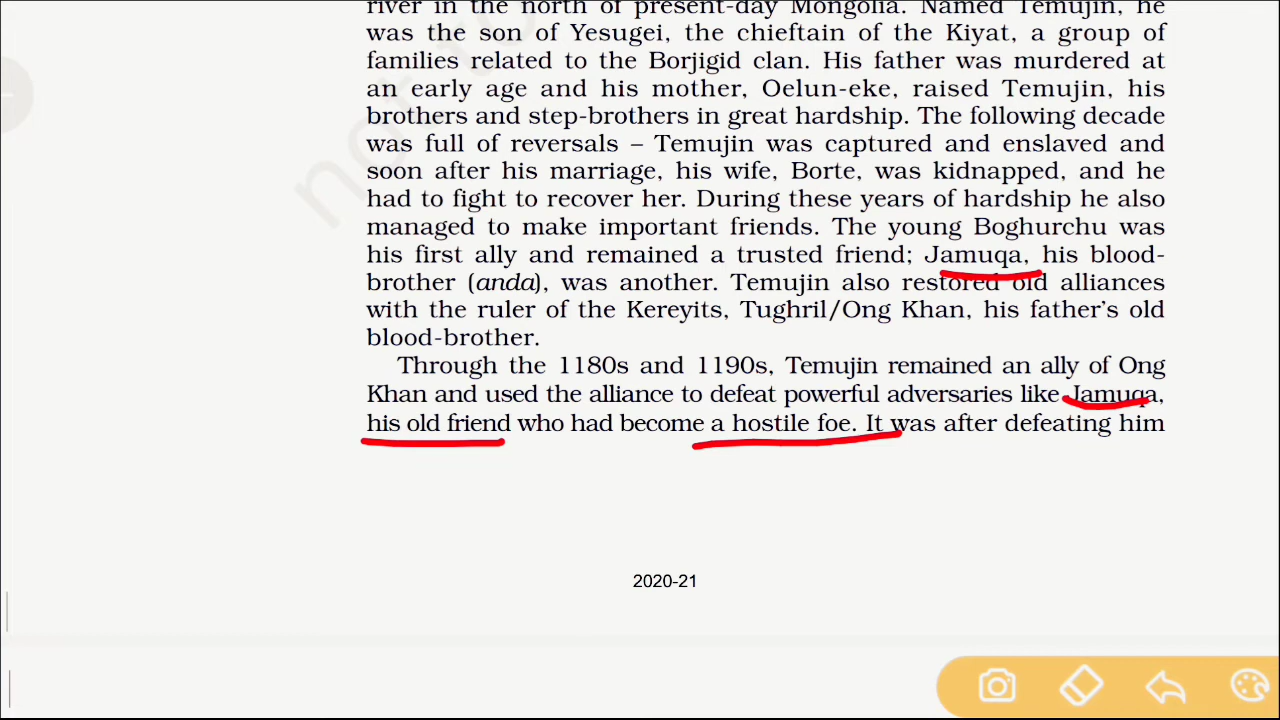 river in the north of present-day Mongolia. Named Temujin, he
was the son of Yesugei, the chieftain of the Kiyat, a group of
families related to the Borjigid clan. His father was murdered at
an early age and his mother, Oelun-eke, raised Temujin, his
brothers and step-brothers in great hardship. The following decade
was full of reversals – Temujin was captured and enslaved and
soon after his marriage, his wife, Borte, was kidnapped, and he
had to fight to recover her. During these years of hardship he also
managed to make important friends. The young Boghurchu was
his first ally and remained a trusted friend; Jamuqa, his blood-
brother (anda), was another. Temujin also restored old alliances
with the ruler of the Kereyits, Tughril/Ong Khan, his father's old
blood-brother.
Through the 1180s and 1190s, Temujin remained an ally of Ong
Khan and used the alliance to defeat powerful adversaries like Jamuqa,
his old friend who had become a hostile foe. It was after defeating him
2020-21
not to